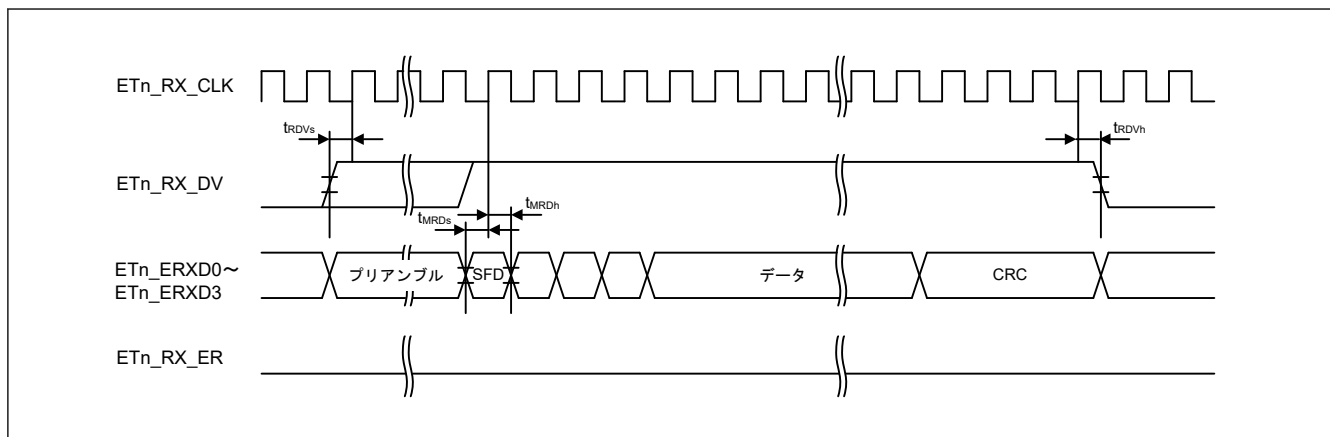 ETn_RX_CLK
tRDVs
tRDVh
ETn_RX_DV
tMRDs
tMRDh
ETn_ERXD0～
ETn_ERXD3
プリアンブル
SFD
データ
CRC
ETn_RX_ER